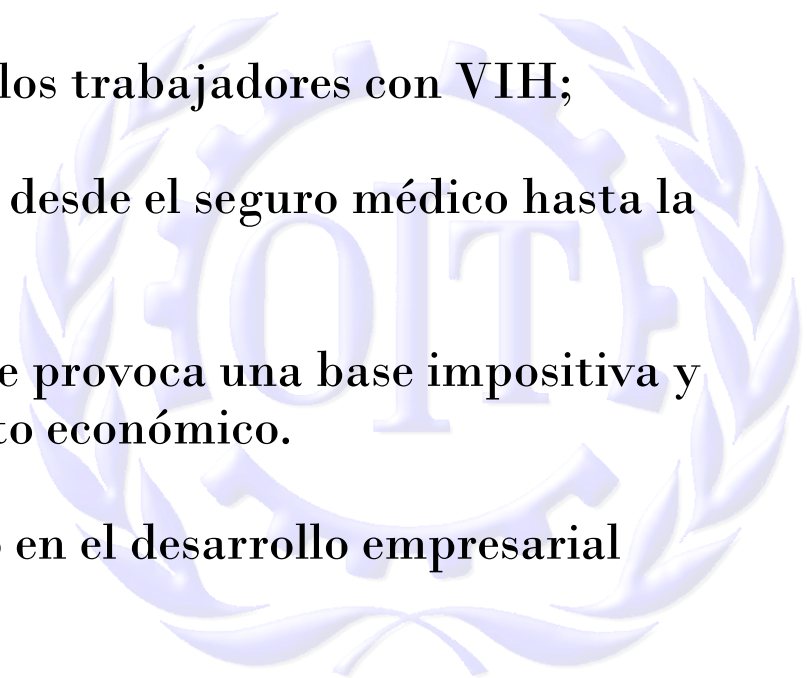 los trabajadores con VIH;
desde el seguro médico hasta la
provoca una base impositiva y
económico.
en el desarrollo empresarial
OIT